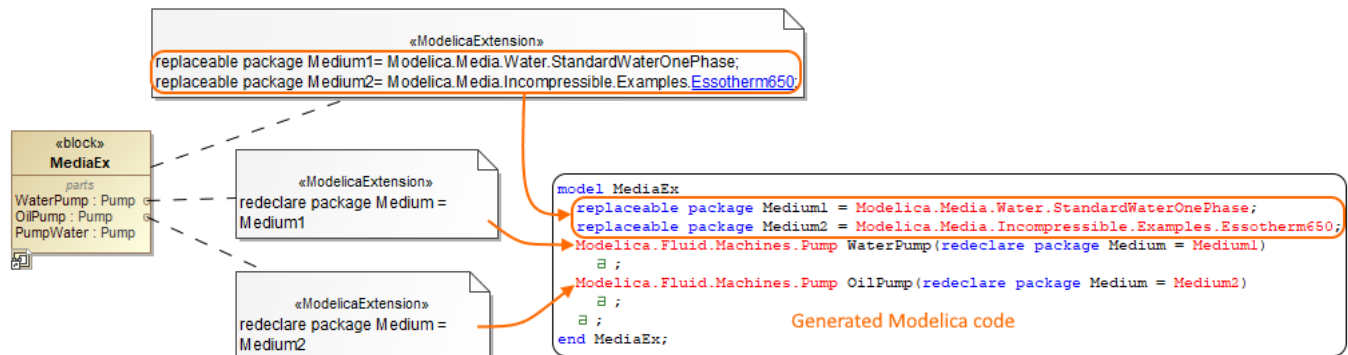 «ModelicaExtension»
replaceable package Medium1= Modelica.Media.Water.StandardWaterOnePhase;
replaceable package Medium2= Modelica.Media.Incompressible.Examples.Essotherm650;
«block»
MediaEx
parts
WaterPump : Pump
OilPump : Pump
PumpWater : Pump
«ModelicaExtension»
redeclare package Medium =
Medium1
«ModelicaExtension»
redeclare package Medium =
Medium2
model MediaEx
replaceable package Medium1 = Modelica.Media.Water.StandardWaterOnePhase;
replaceable package Medium2 = Modelica.Media.Incompressible.Examples.Essotherm650;
Modelica.Fluid.Machines.Pump WaterPump(redeclare package Medium = Medium1)
a ;
Modelica.Fluid.Machines.Pump OilPump(redeclare package Medium = Medium2)
a ;
a ;
end MediaEx;
Generated Modelica code